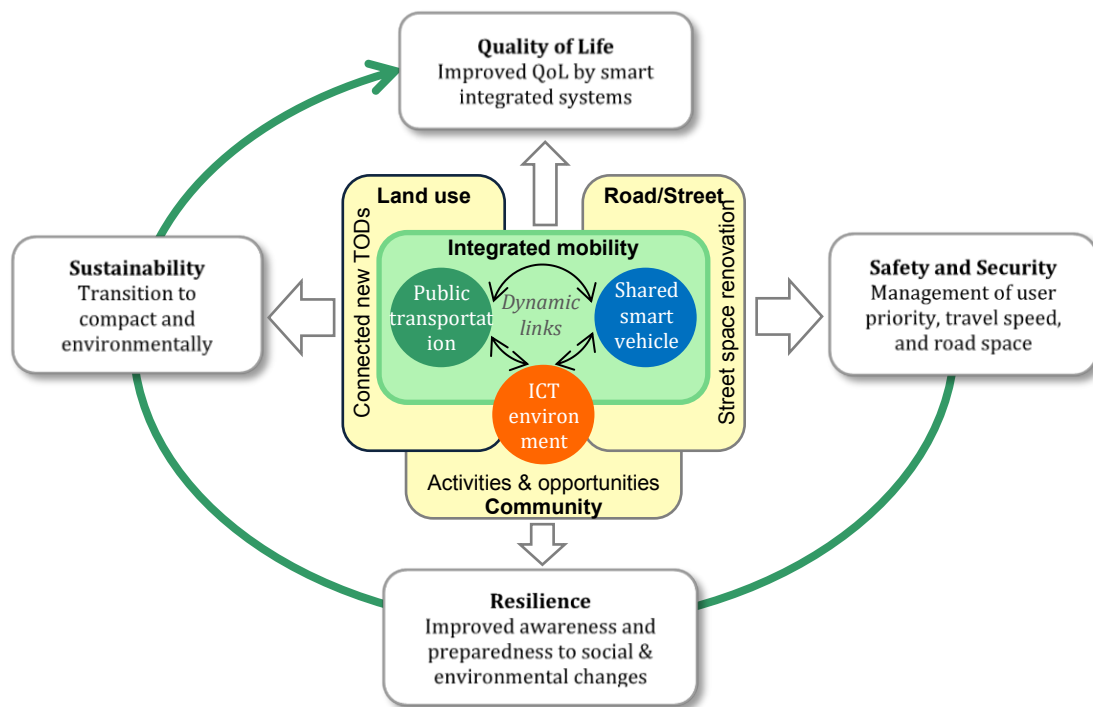 Quality of Life
Improved QoL by smart
integrated systems
Land use
Road/Street
Connected new TODs
Street space renovation
Integrated mobility
Public
transportat
ion
Dynamic
links
Shared
smart
vehicle
ICT
environ
ment
Activities & opportunities
Community
Sustainability
Transition to
compact and
environmentally
Safety and Security
Management of user
priority, travel speed,
and road space
Resilience
Improved awareness and
preparedness to social &
environmental changes